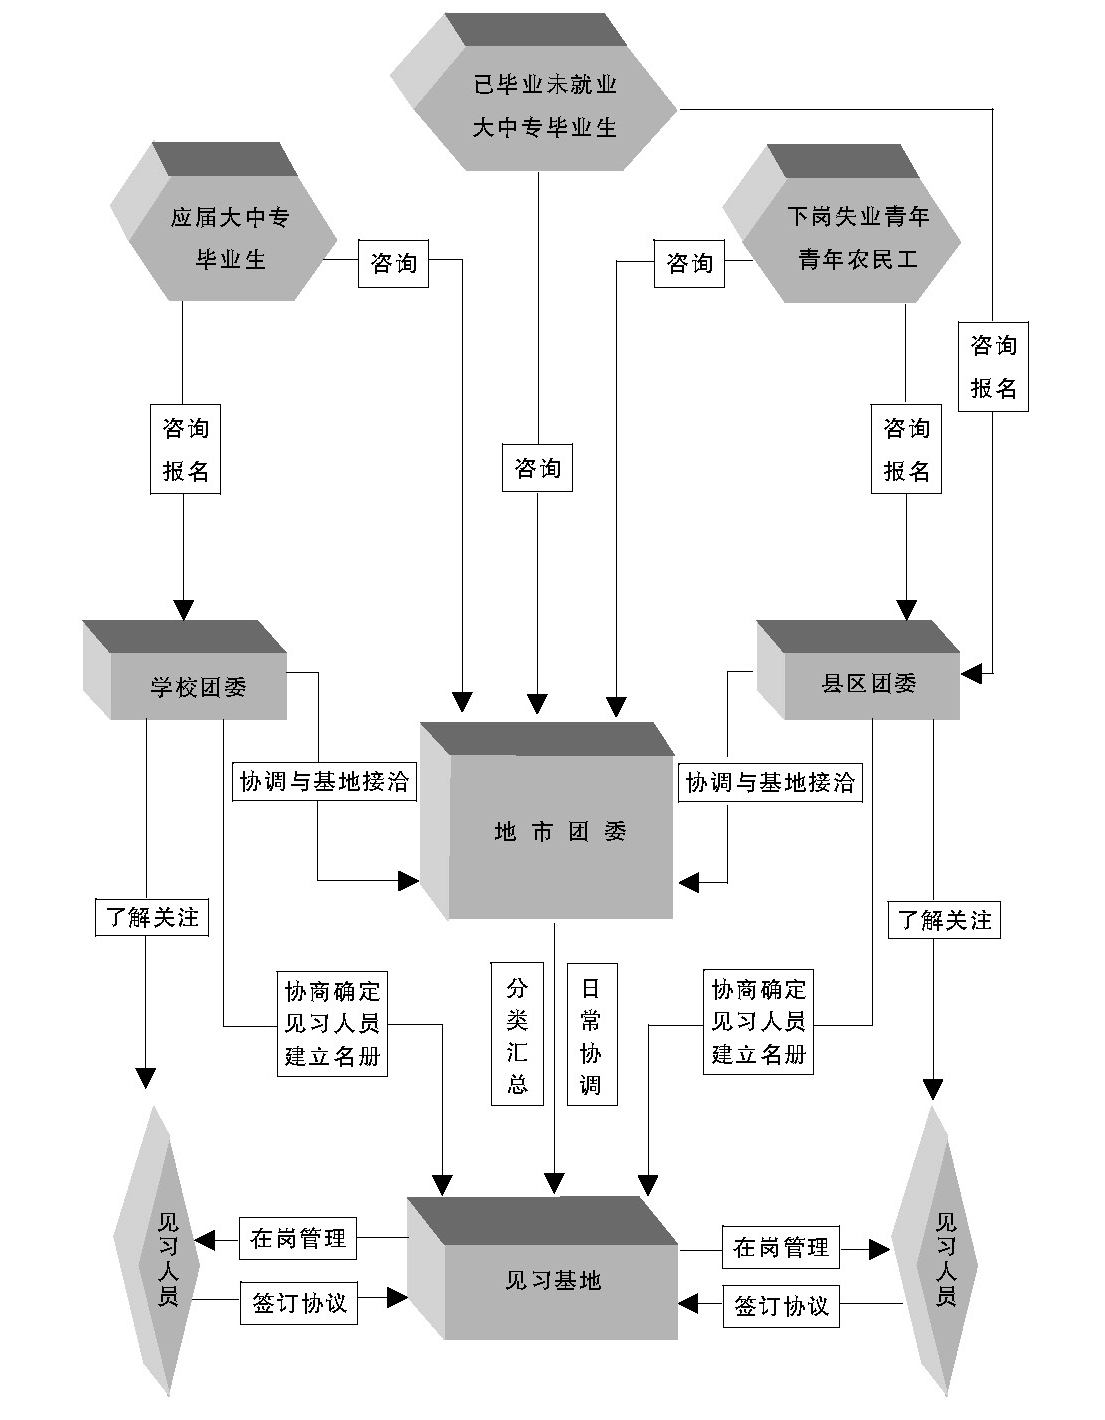 已毕业未就业
大中专毕业生
应届大中专
毕业生
下岗失业青年
青年农民工
咨询
咨询
咨询
报名
咨询
报名
咨询
报名
咨询
学校团委
县区团委
协调与基地接洽
协调与基地接洽
地市团委
了解关注
了解关注
协商确定
见习人员
建立名册
分类汇总
日常协调
协商确定
见习人员
建立名册
见习人员
在岗管理
签订协议
见习基地
在岗管理
签订协议
见习人员